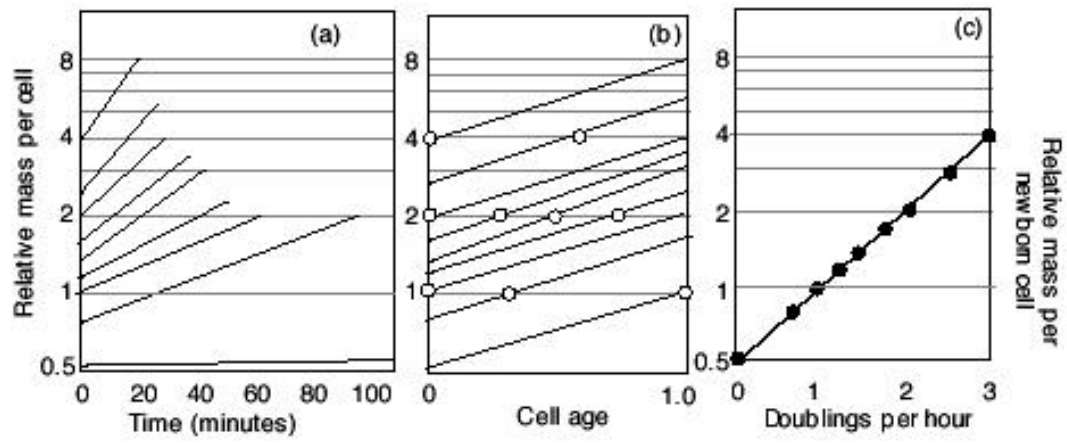 (a)
Relative mass per cell
8
4
2
1
0.5
0 20 40 60 80 100
Time (minutes)
(b)
8
4
2
1
0.5
0 1.0
Cell age
(c)
8
4
2
1
0.5
0 1 2 3
Doublings per hour
Relative mass per
newborn cell